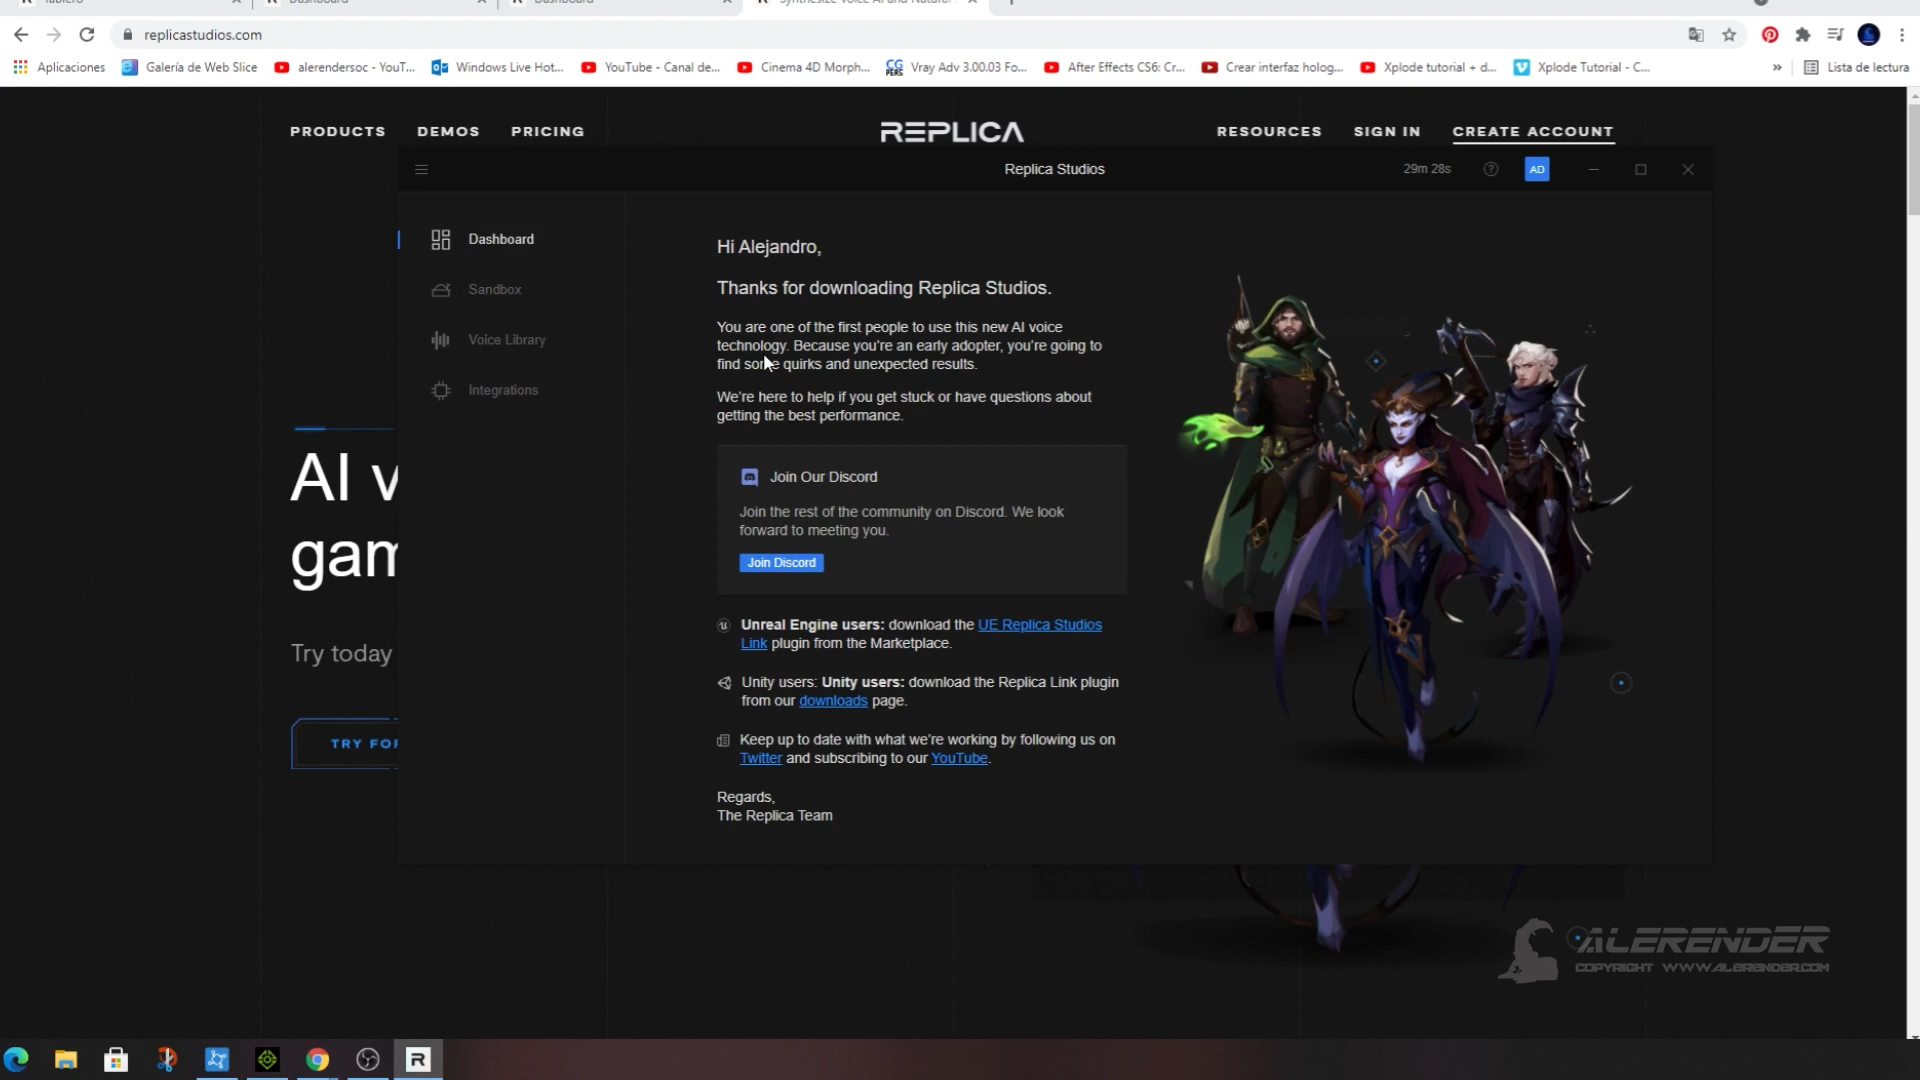 Dashboard
Dashboard
replicastudios.com
Aplicaciones
Galería de Web Slice
alerendersoc - YouT...
Windows Live Hot...
YouTube - Canal de...
Cinema 4D Morph...
Vray Adv 3.00.03 Fo...
After Effects CS6: Cr...
Crear interfaz holog...
Xplode tutorial + d...
Xplode Tutorial - C...
»
Lista de lectura
PRODUCTS
DEMOS
PRICING
REPLICA
RESOURCES
SIGN IN
CREATE ACCOUNT
Replica Studios
29m 28s
AD
Dashboard
Sandbox
Voice Library
Integrations
Hi Alejandro,
Thanks for downloading Replica Studios.
You are one of the first people to use this new AI voice
technology. Because you're an early adopter, you're going to
find some quirks and unexpected results.
We're here to help if you get stuck or have questions about
getting the best performance.
Join Our Discord
Join the rest of the community on Discord. We look
forward to meeting you.
Join Discord
Unreal Engine users: download the UE Replica Studios
Link plugin from the Marketplace.
Unity users: Unity users: download the Replica Link plugin
from our downloads page.
Keep up to date with what we're working by following us on
Twitter and subscribing to our YouTube.
Regards,
The Replica Team
AI v
gam
Try today
TRY FOR
ALERENDER
COPYRIGHT WWW.ALERENDER.COM